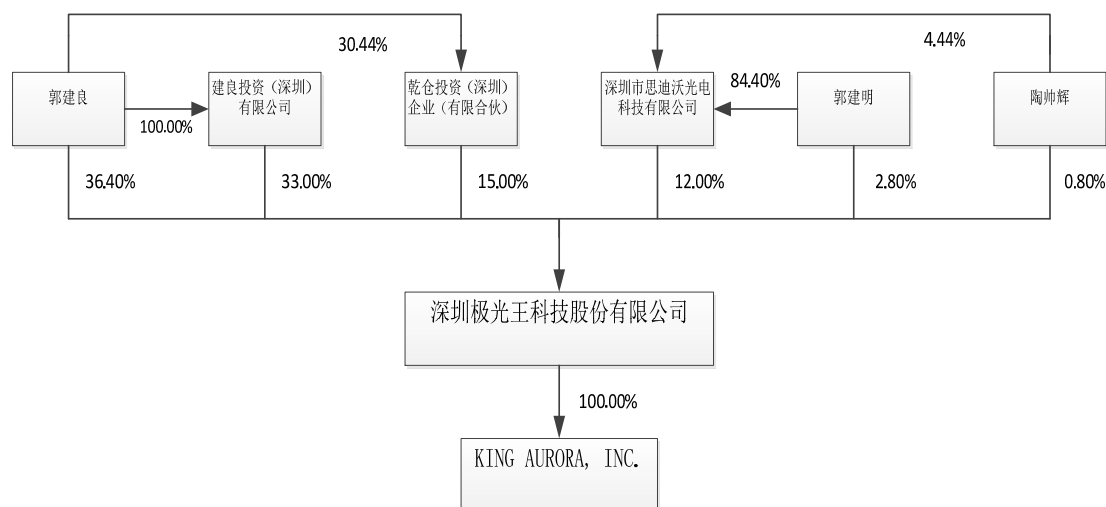 30.44%
4.44%
郭建良
建良投资（深圳）
有限公司
乾仓投资（深圳）
企业（有限合伙）
深圳市思迪沃光电
科技有限公司
84.40%
郭建明
陶帅辉
100.00%
36.40%
33.00%
15.00%
12.00%
2.80%
0.80%
深圳极光王科技股份有限公司
100.00%
KING AURORA, INC.